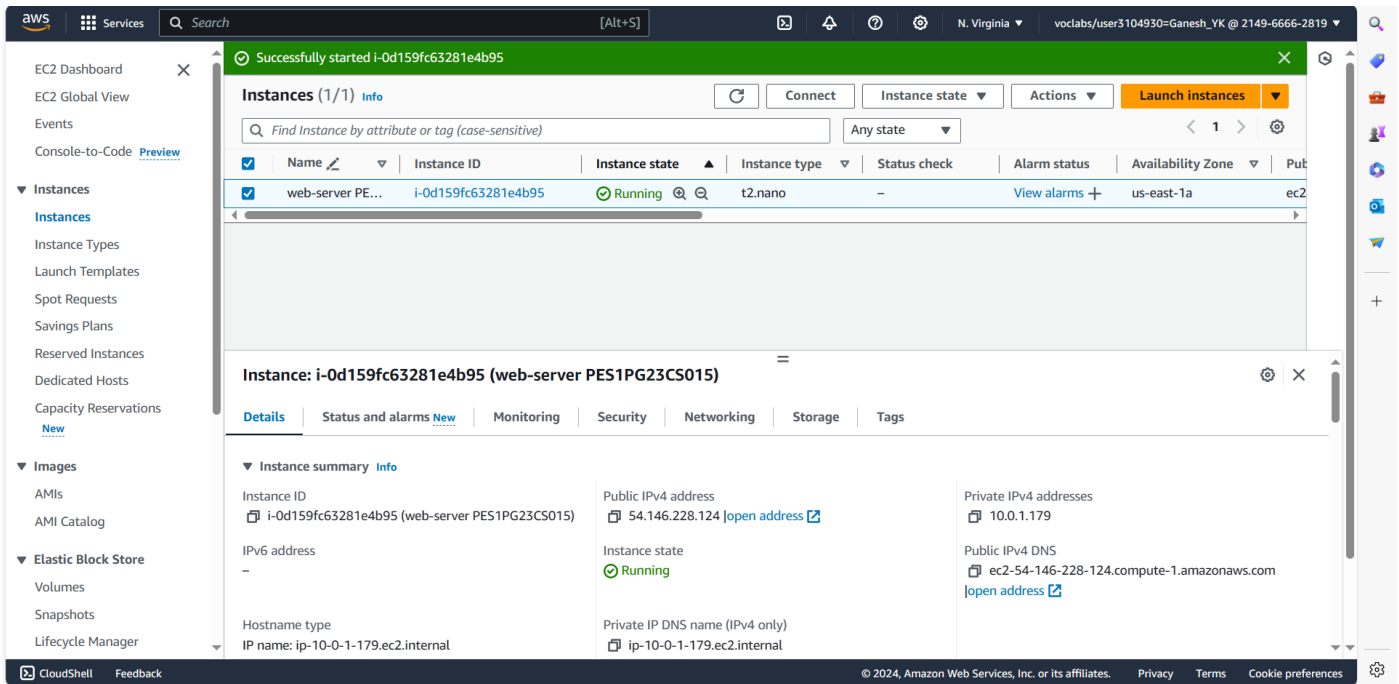 aws Services Search [Alt+S] N. Virginia voclabs/user3104930=Ganesh_YK @ 2149-6666-2819
EC2 Dashboard
EC2 Global View
Events
Console-to-Code Preview
Instances
Instances
Instance Types
Launch Templates
Spot Requests
Savings Plans
Reserved Instances
Dedicated Hosts
Capacity Reservations
New
Images
AMIs
AMI Catalog
Elastic Block Store
Volumes
Snapshots
Lifecycle Manager
Successfully started i-0d159fc63281e4b95
Instances (1/1) Info Connect Instance state Actions Launch instances
Find Instance by attribute or tag (case-sensitive) Any state 1
Name Instance ID Instance state Instance type Status check Alarm status Availability Zone Pub
web-server PE... i-0d159fc63281e4b95 Running t2.nano – View alarms + us-east-1a ec2
Instance: i-0d159fc63281e4b95 (web-server PES1PG23CS015)
Details Status and alarms New Monitoring Security Networking Storage Tags
Instance summary Info
Instance ID Public IPv4 address Private IPv4 addresses
i-0d159fc63281e4b95 (web-server PES1PG23CS015) 54.146.228.124 |open address 10.0.1.179
IPv6 address Instance state Public IPv4 DNS
– Running ec2-54-146-228-124.compute-1.amazonaws.com
|open address
Hostname type Private IP DNS name (IPv4 only)
IP name: ip-10-0-1-179.ec2.internal ip-10-0-1-179.ec2.internal
CloudShell Feedback © 2024, Amazon Web Services, Inc. or its affiliates. Privacy Terms Cookie preferences